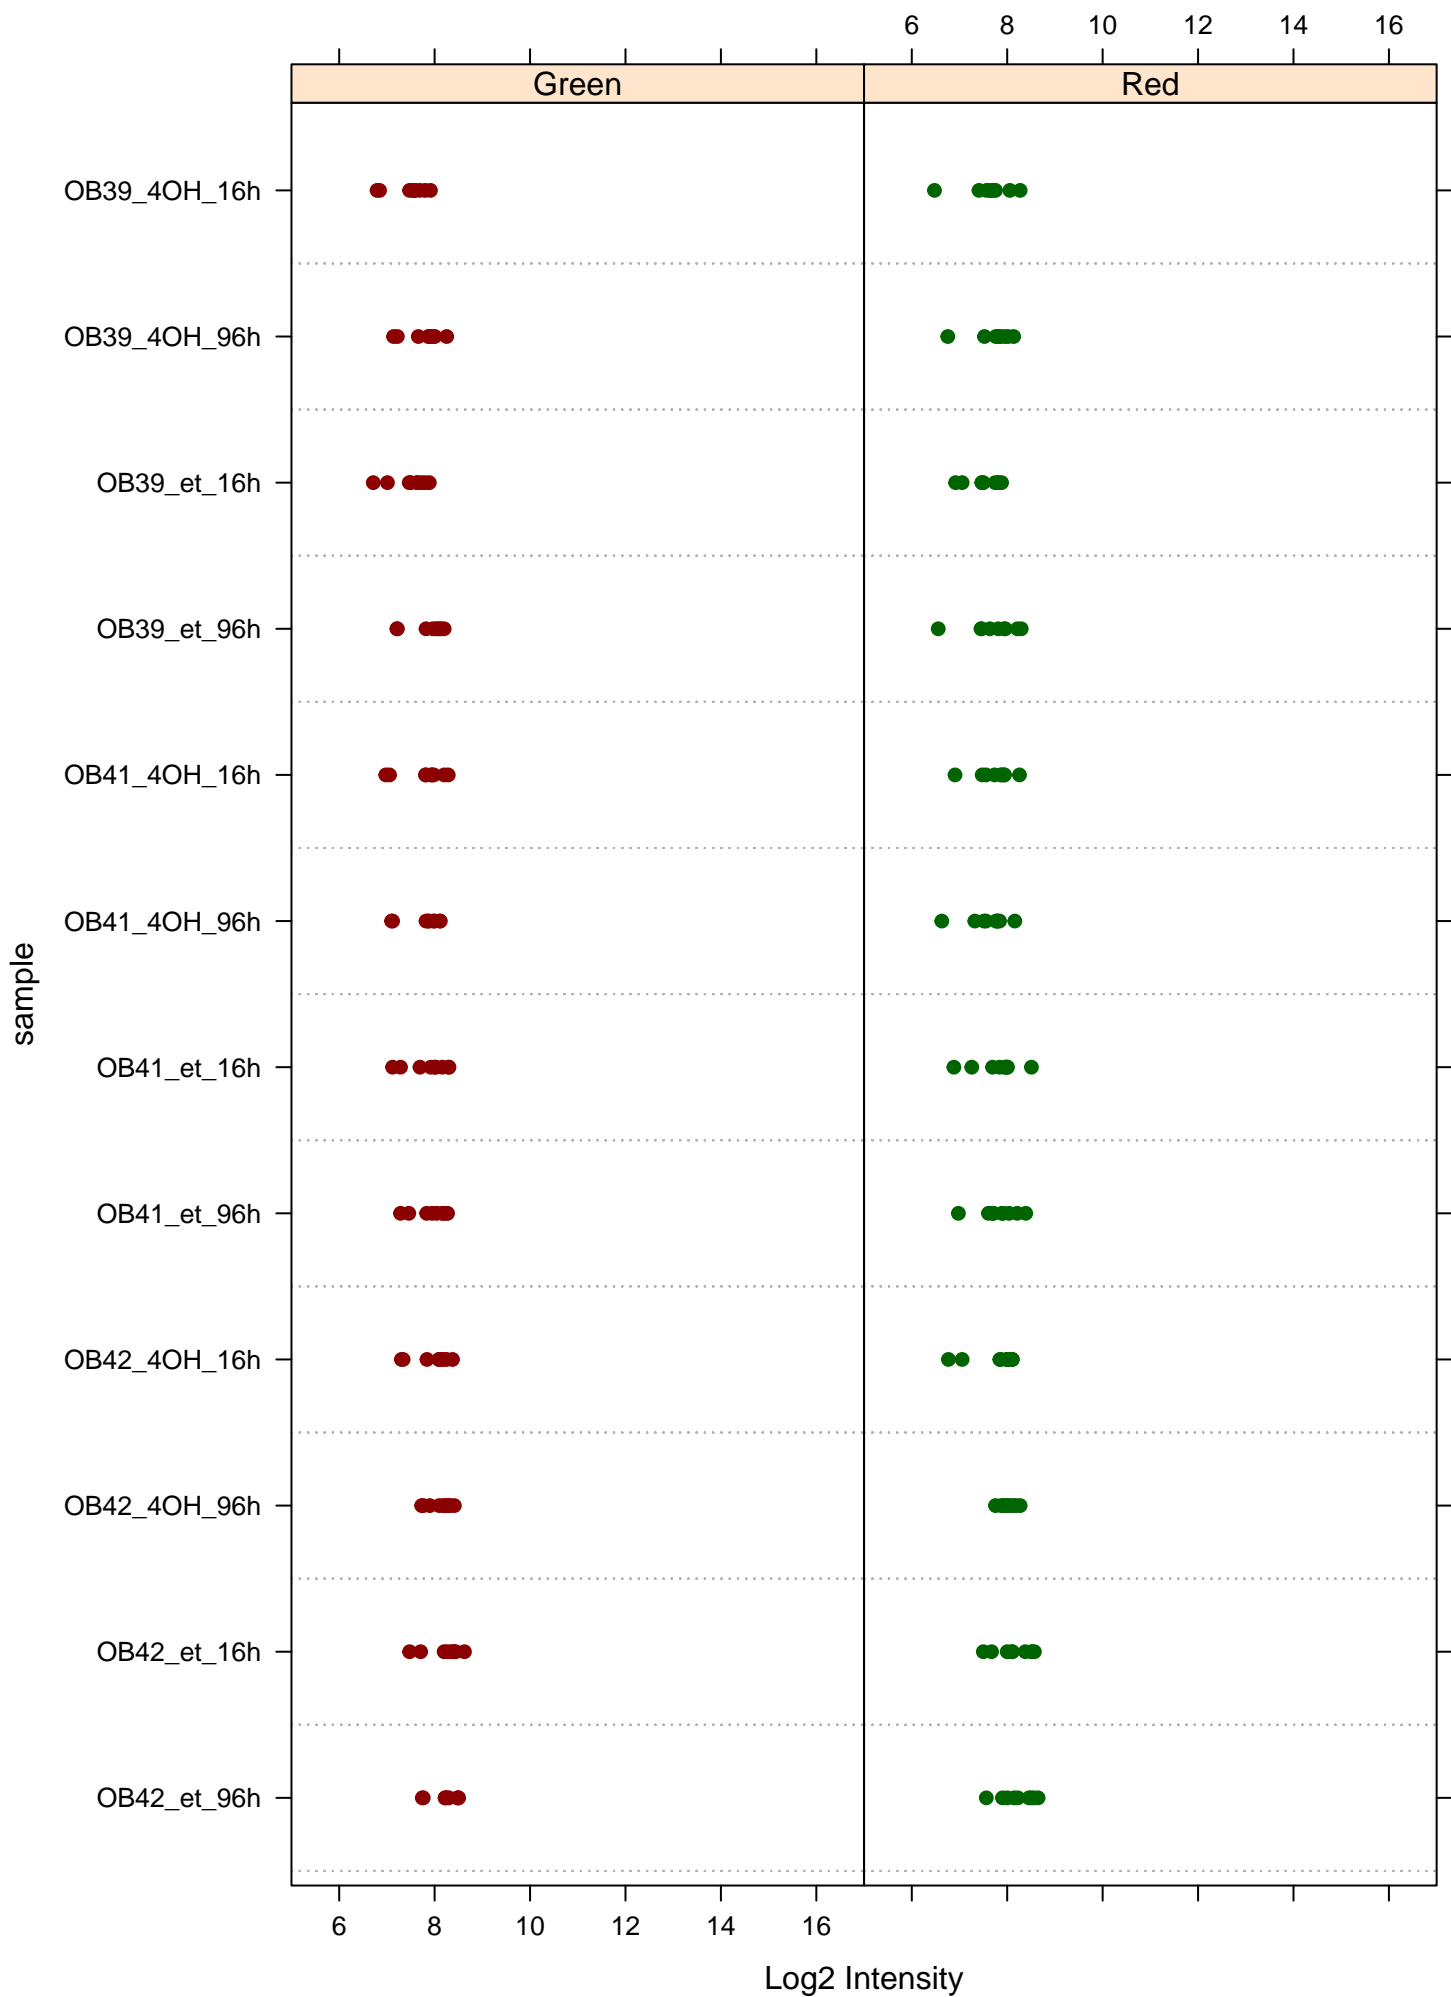 6 8 10 12 14 16
Green Red
OB39_4OH_16h
OB39_4OH_96h
OB39_et_16h
OB39_et_96h
OB41_4OH_16h
OB41_4OH_96h
sample
OB41_et_16h
OB41_et_96h
OB42_4OH_16h
OB42_4OH_96h
OB42_et_16h
OB42_et_96h
6 8 10 12 14 16
Log2 Intensity